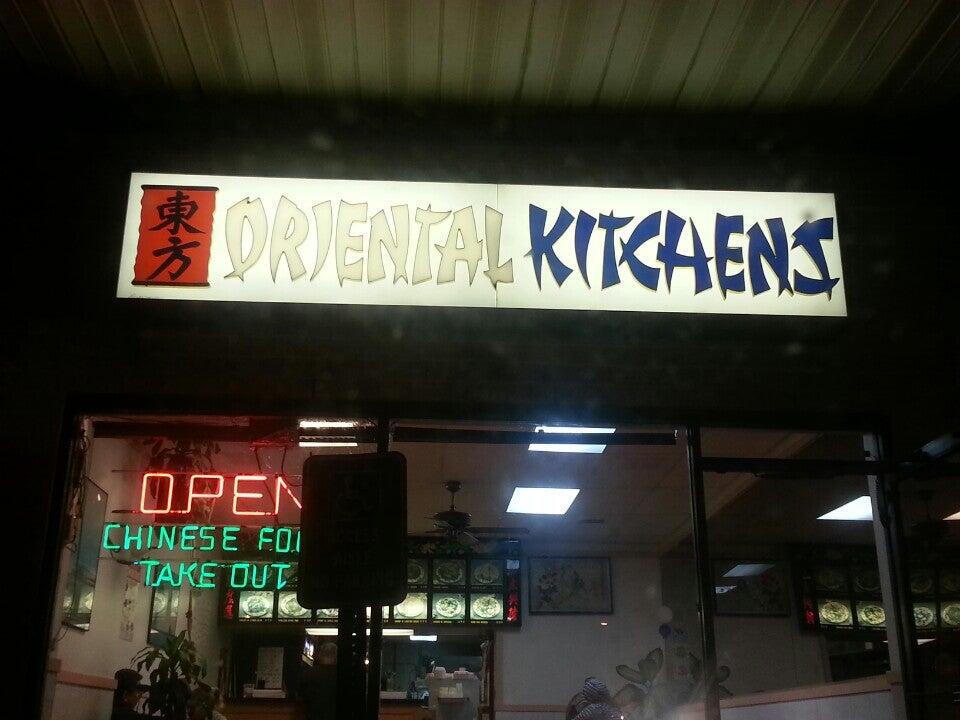 東方
ORIENTAL KITCHENS
OPEN
CHINESE FO
TAKE OUT